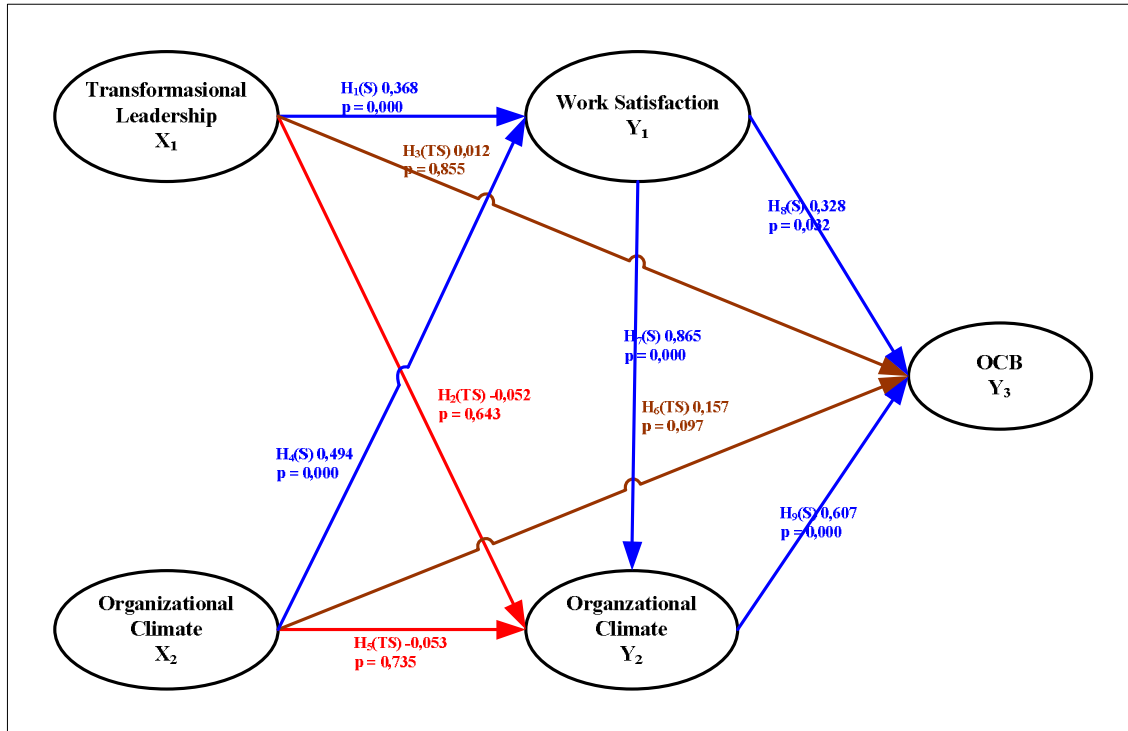 Transformasional
Leadership
X₁
H₁(S) 0,368
p = 0,000
Work Satisfaction
Y₁
H₃(TS) 0,012
p = 0,855
H₈(S) 0,328
p = 0,032
H₇(S) 0,865
p = 0,000
OCB
Y₃
H₂(TS) -0,052
p = 0,643
H₆(TS) 0,157
p = 0,097
H₄(S) 0,494
p = 0,000
H₉(S) 0,607
p = 0,000
Organizational
Climate
X₂
H₅(TS) -0,053
p = 0,735
Organzational
Climate
Y₂